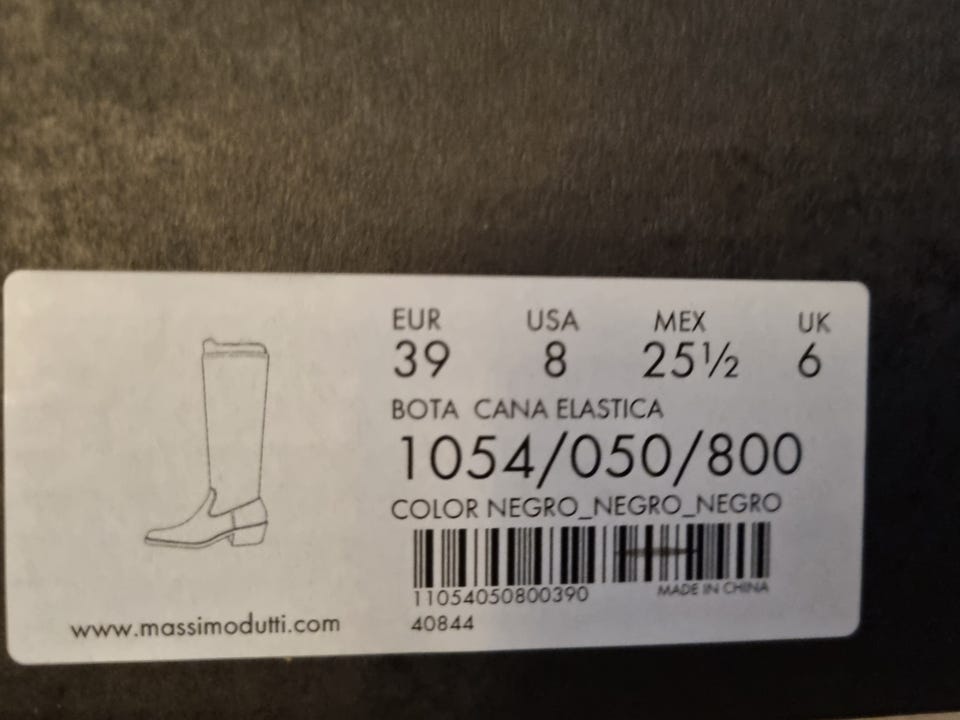 EUR USA MEX UK
39 8 25½ 6
BOTA CANA ELASTICA
1054/050/800
COLOR NEGRO_NEGRO_NEGRO
11054050800390 MADE IN CHINA
www.massimodutti.com 40844